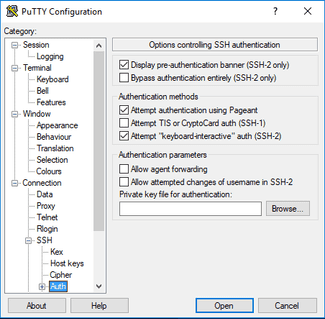 PuTTY Configuration
?
Category:
Session
Logging
Terminal
Keyboard
Bell
Features
Window
Appearance
Behaviour
Translation
Selection
Colours
Connection
Data
Proxy
Telnet
Rlogin
SSH
Kex
Host keys
Cipher
Auth
Options controlling SSH authentication
Display pre-authentication banner (SSH-2 only)
Bypass authentication entirely (SSH-2 only)
Authentication methods
Attempt authentication using Pageant
Attempt TIS or CryptoCard auth (SSH-1)
Attempt "keyboard-interactive" auth (SSH-2)
Authentication parameters
Allow agent forwarding
Allow attempted changes of username in SSH-2
Private key file for authentication:
Browse...
About
Help
Open
Cancel